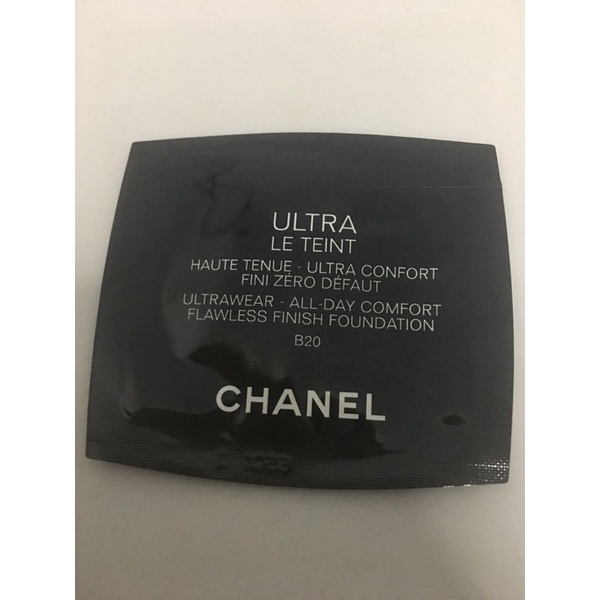 ULTRA
LE TEINT
HAUTE TENUE - ULTRA CONFORT
FINI ZÉRO DÉFAUT
ULTRAWEAR - ALL-DAY COMFORT
FLAWLESS FINISH FOUNDATION
B20
CHANEL